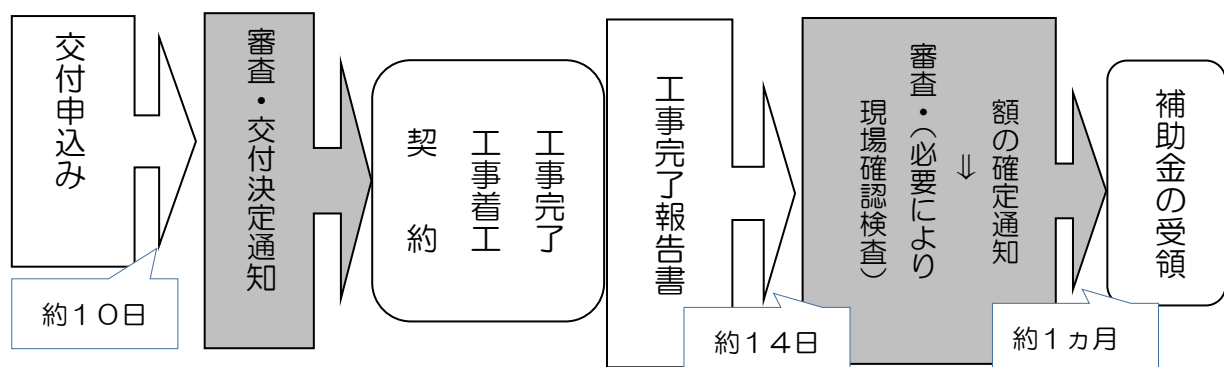 交付申込み
約１０日
審査・交付決定通知
契　約
工事着工
工事完了
工事完了報告書
約１４日
審査・（必要により
現場確認検査）
⇓
額の確定通知
約１ヵ月
補助金の受領